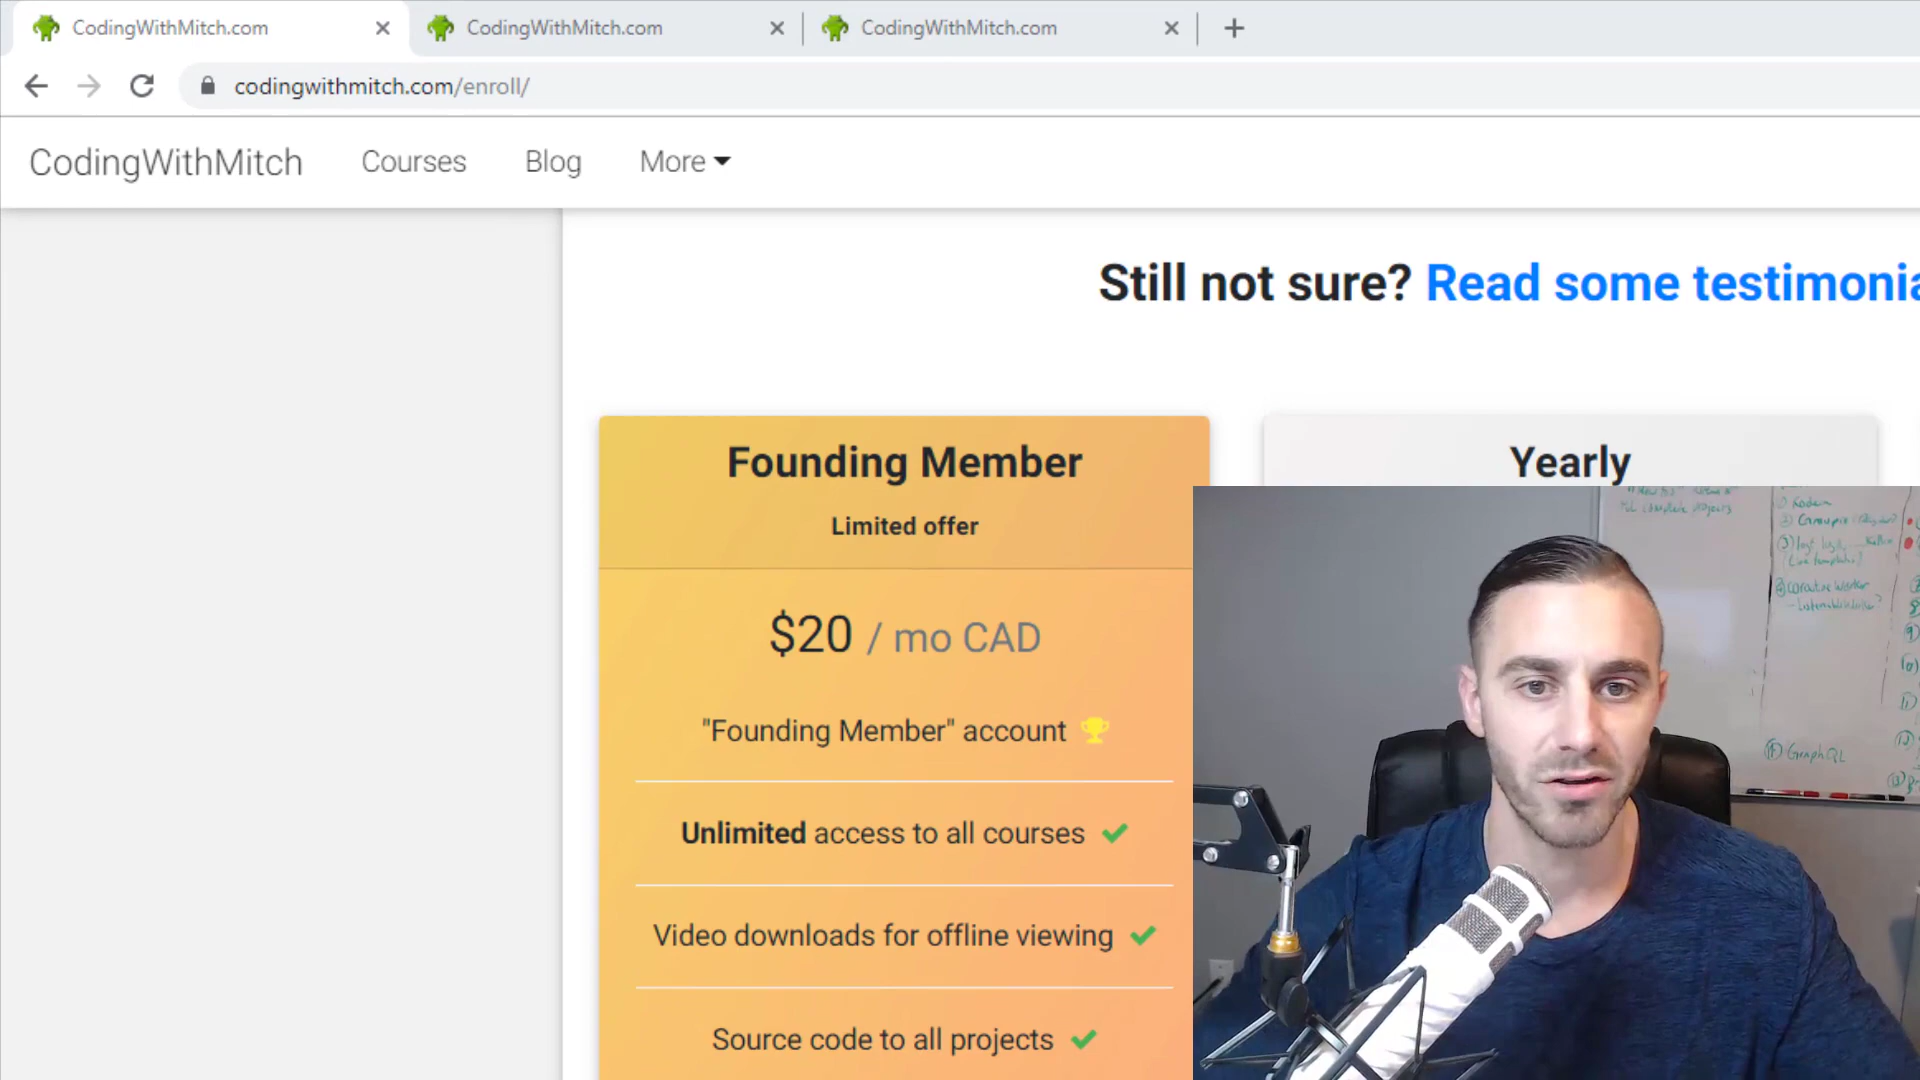 CodingWithMitch.com
CodingWithMitch.com
CodingWithMitch.com
codingwithmitch.com/enroll/
CodingWithMitch Courses Blog More
Still not sure? Read some testimonia
Founding Member
Limited offer
$20 / mo CAD
"Founding Member" account
Unlimited access to all courses
Video downloads for offline viewing
Source code to all projects
Yearly
GraphQL